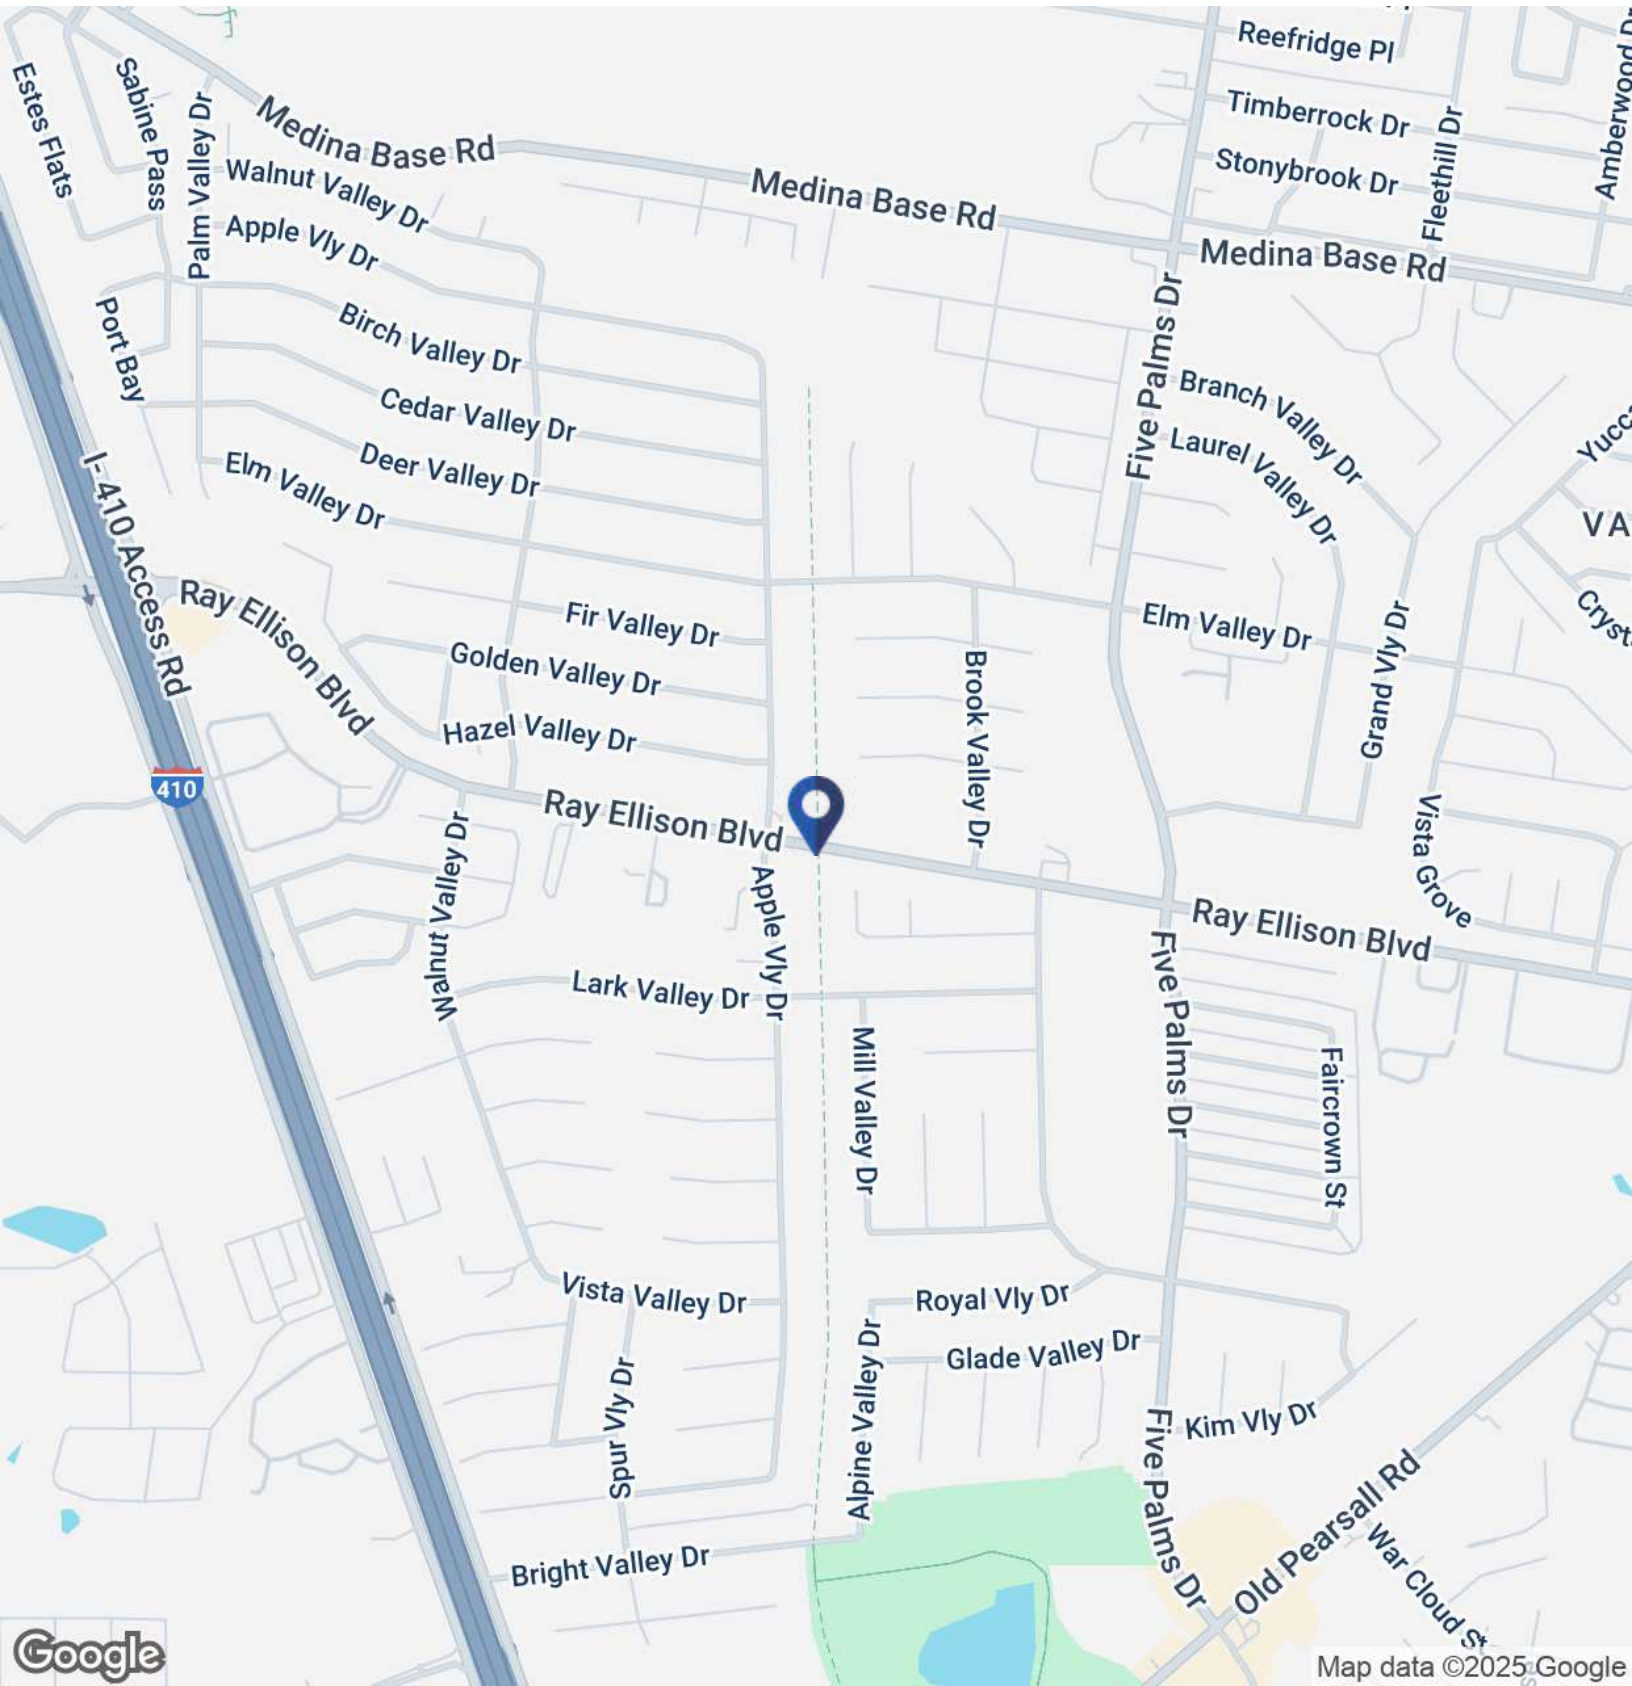 Reefridge Pl
Timberrock Dr
Stonybrook Dr
Fleethill Dr
Amberwood Dr
Estes Flats
Sabine Pass
Palm Valley Dr
Medina Base Rd
Medina Base Rd
Medina Base Rd
Walnut Valley Dr
Apple Vly Dr
Port Bay
Birch Valley Dr
Cedar Valley Dr
Deer Valley Dr
Elm Valley Dr
Five Palms Dr
Branch Valley Dr
Laurel Valley Dr
Yucc
VA
Cryst
I-410 Access Rd
Ray Ellison Blvd
Fir Valley Dr
Golden Valley Dr
Hazel Valley Dr
Brook Valley Dr
Elm Valley Dr
Grand Vly Dr
410
Ray Ellison Blvd
Vista Grove
Walnut Valley Dr
Apple Vly Dr
Ray Ellison Blvd
Lark Valley Dr
Mill Valley Dr
Five Palms Dr
Faircrown St
Vista Valley Dr
Spur Vly Dr
Royal Vly Dr
Glade Valley Dr
Alpine Valley Dr
Kim Vly Dr
Five Palms Dr
Old Pearsall Rd
War Cloud St
Bright Valley Dr
Google
Map data ©2025 Google